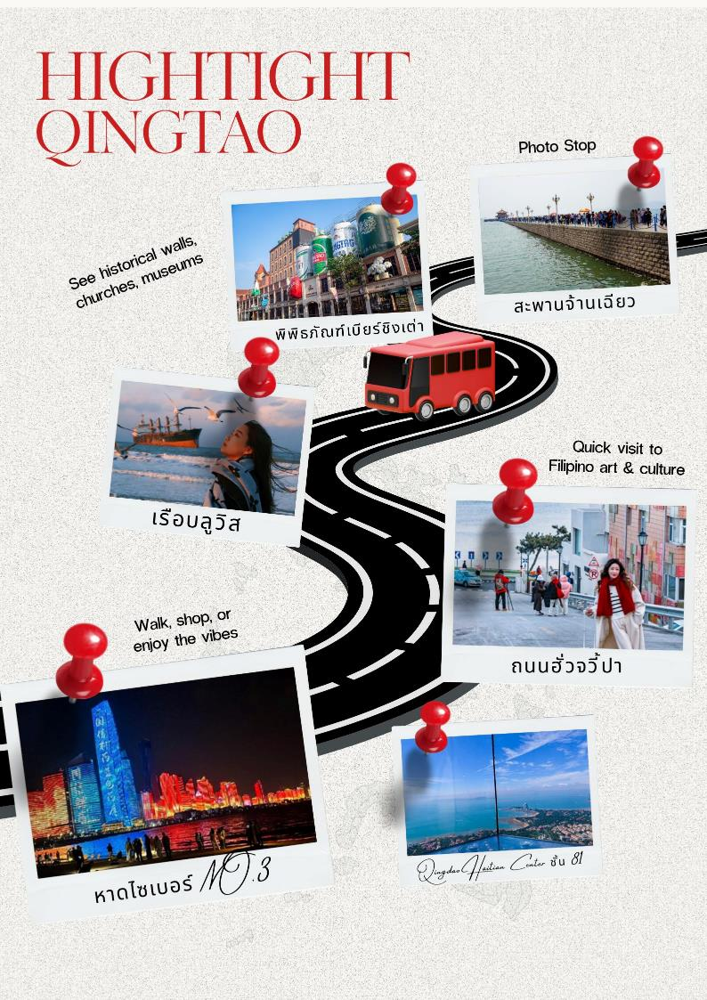 HIGHTIGHT
QINGTAO
Photo Stop
See historical walls,
churches, museums
พิพิธภัณฑ์เบียร์ชิงเต่า
สะพานจ้านเฉียว
เรือบลูวิส
Quick visit to
Filipino art & culture
ถนนฮั่วจวี้ปา
Walk, shop, or
enjoy the vibes
หาดไซเบอร์ NO.3
Qingdao Haitian Center ชั้น 81